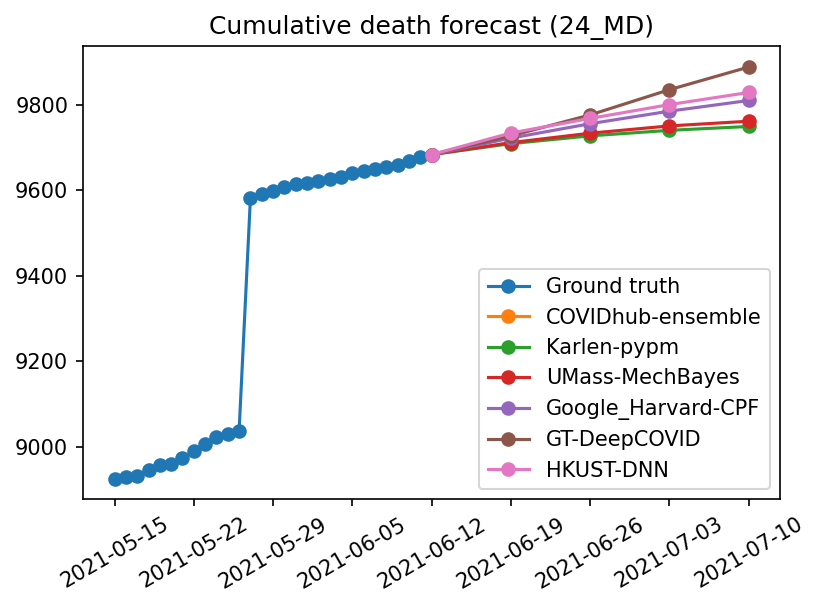 Cumulative death forecast (24_MD)
9800
9600
9400
9200
9000
Ground truth
COVIDhub-ensemble
Karlen-pypm
UMass-MechBayes
Google_Harvard-CPF
GT-DeepCOVID
HKUST-DNN
2021-05-15
2021-05-22
2021-05-29
2021-06-05
2021-06-12
2021-06-19
2021-06-26
2021-07-03
2021-07-10